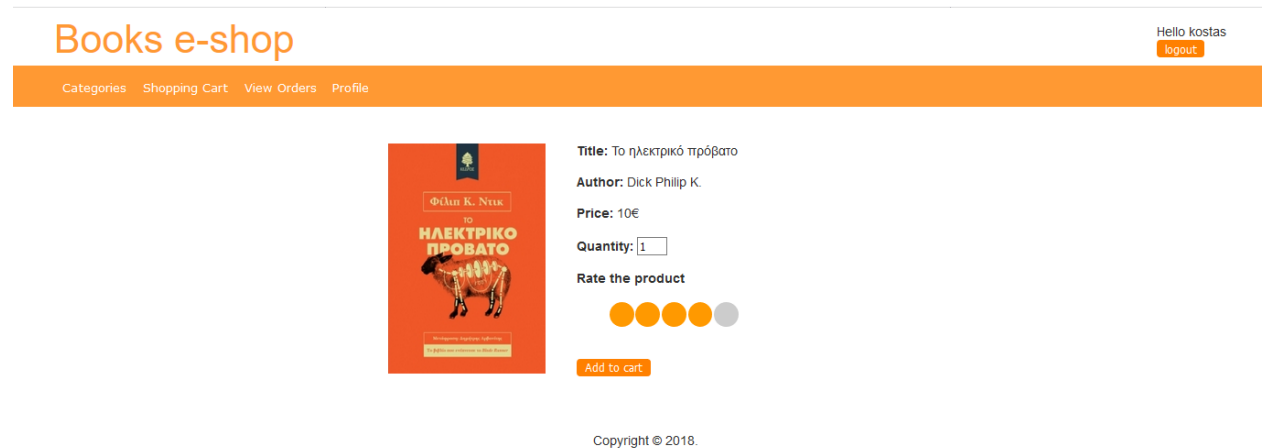 Books e-shop
Hello kostas
logout
Categories Shopping Cart View Orders Profile
Φίλιπ Κ. Ντικ
ΤΟ
ΗΛΕΚΤΡΙΚΟ
ΠΡΟΒΑΤΟ
Title: Το ηλεκτρικό πρόβατο
Author: Dick Philip K.
Price: 10€
Quantity: 1
Rate the product
Add to cart
Copyright © 2018.